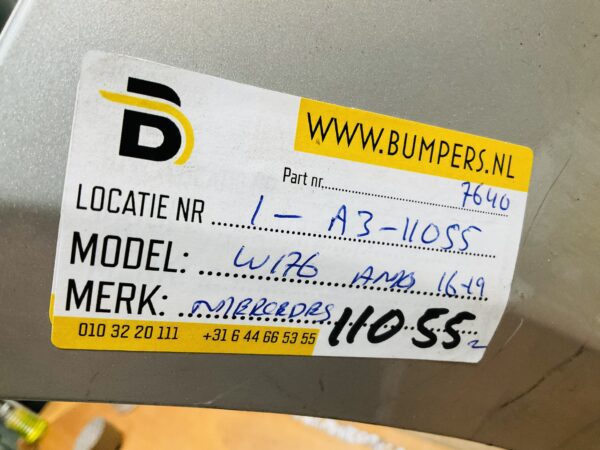 B
WWW.BUMPERS.NL
Part nr. 7640
LOCATIE NR 1 - A3-11055
MODEL: W176 AMG 16-19
MERK: MERCEDES 11055
010 32 20 111 +31 6 44 66 53 55